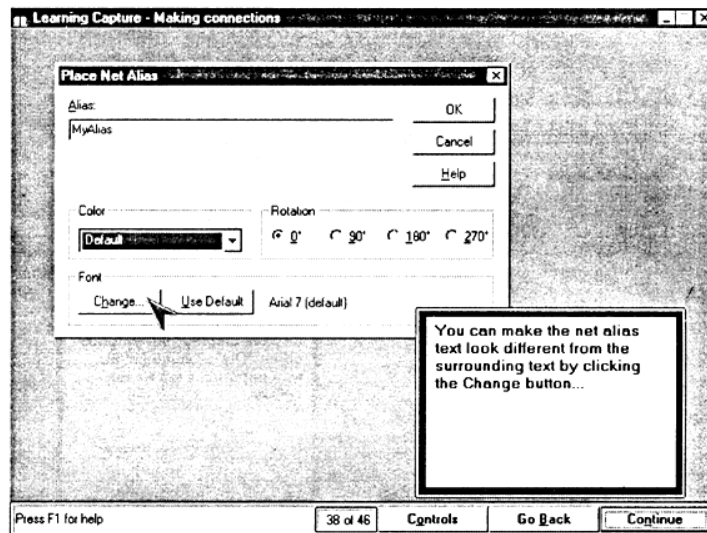 Learning Capture - Making connections
Place Net Alias
Alias:
MyAlias
OK
Cancel
Help
Color
Default
Rotation
0°
90°
180°
270°
Font
Change...
Use Default
Arial 7 (default)
You can make the net alias
text look different from the
surrounding text by clicking
the Change button...
Press F1 for help
38 of 46
Controls
Go Back
Continue